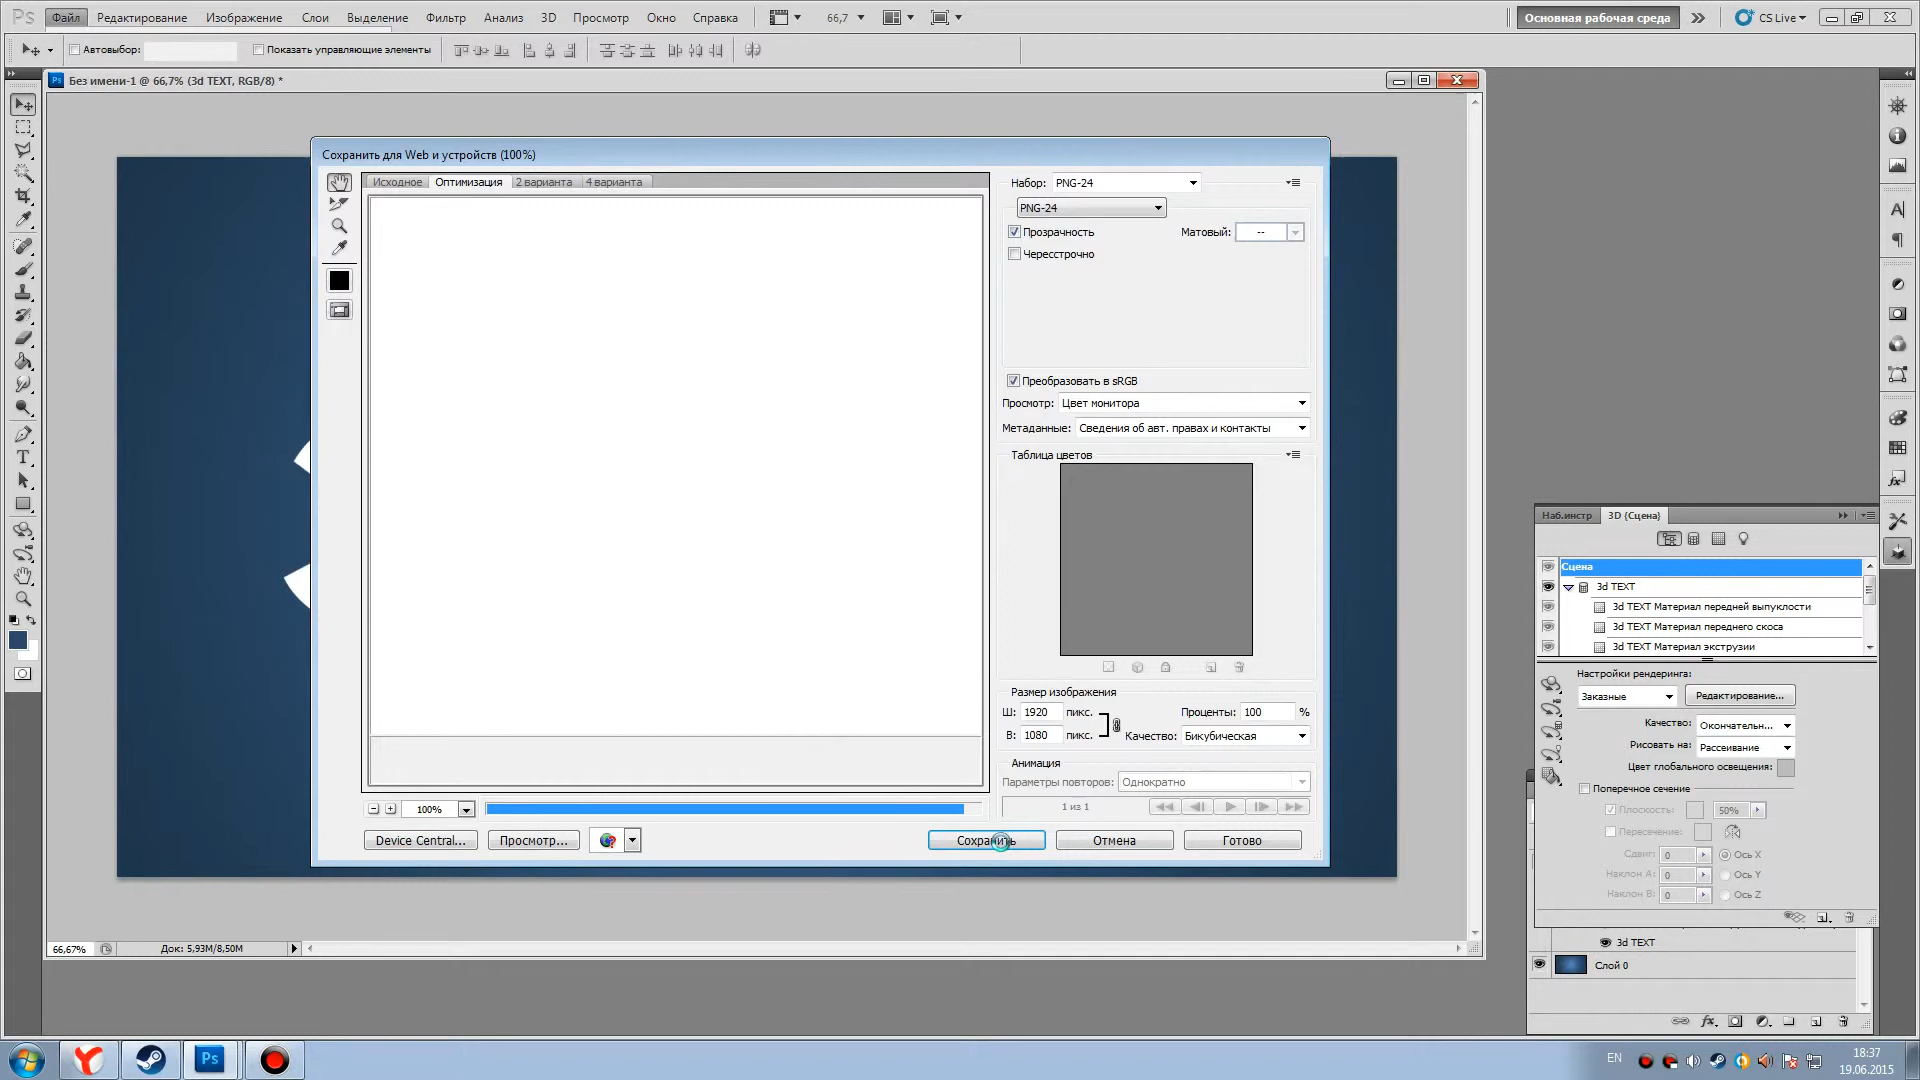 Ps Файл Редактирование Изображение Слои Выделение Фильтр Анализ 3D Просмотр Окно Справка 66,7 Основная рабочая среда CS Live
Автовыбор: Показать управляющие элементы
Ps Без имени-1 @ 66,7% (3d TEXT, RGB/8) *
Сохранить для Web и устройств (100%)
Исходное Оптимизация 2 варианта 4 варианта
Набор: PNG-24
PNG-24
Прозрачность Матовый: --
Чересстрочно
Преобразовать в sRGB
Просмотр: Цвет монитора
Метаданные: Сведения об авт. правах и контакты
Таблица цветов
Размер изображения
Ш: 1920 пикс. Проценты: 100 %
В: 1080 пикс. Качество: Бикубическая
Анимация
Параметры повторов: Однократно
1 из 1
100%
Device Central... Просмотр... Сохранить Отмена Готово
Наб.инстр 3D {Сцена}
Сцена
3d TEXT
3d TEXT Материал передней выпуклости
3d TEXT Материал переднего скоса
3d TEXT Материал экструзии
Настройки рендеринга:
Заказные Редактирование...
Качество: Окончательн...
Рисовать на: Рассеивание
Цвет глобального освещения:
Поперечное сечение
Плоскость: 50%
Пересечение:
Сдвиг: 0 Ось X
Наклон A: 0 Ось Y
Наклон B: 0 Ось Z
3d TEXT
Слой 0
66,67% Док: 5,93M/8,50M
Ps EN 18:37
19.06.2015